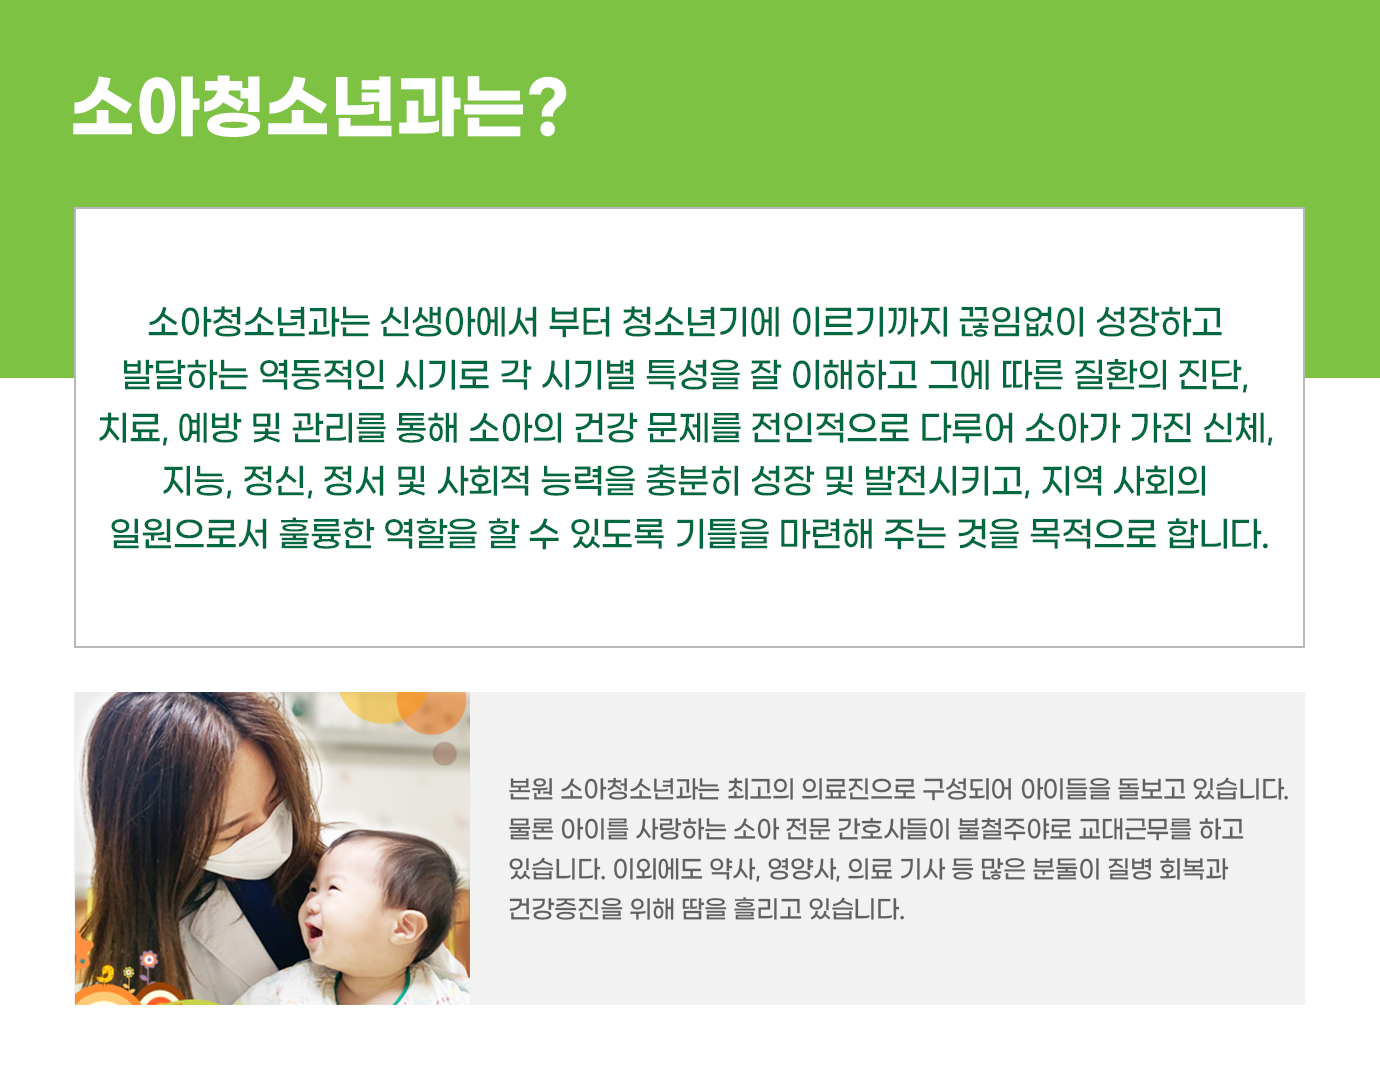 소아청소년과는?
소아청소년과는 신생아에서 부터 청소년기에 이르기까지 끊임없이 성장하고
발달하는 역동적인 시기로 각 시기별 특성을 잘 이해하고 그에 따른 질환의 진단,
치료, 예방 및 관리를 통해 소아의 건강 문제를 전인적으로 다루어 소아가 가진 신체,
지능, 정신, 정서 및 사회적 능력을 충분히 성장 및 발전시키고, 지역 사회의
일원으로서 훌륭한 역할을 할 수 있도록 기틀을 마련해 주는 것을 목적으로 합니다.
본원 소아청소년과는 최고의 의료진으로 구성되어 아이들을 돌보고 있습니다.
물론 아이를 사랑하는 소아 전문 간호사들이 불철주야로 교대근무를 하고
있습니다. 이외에도 약사, 영양사, 의료 기사 등 많은 분둘이 질병 회복과
건강증진을 위해 땀을 흘리고 있습니다.